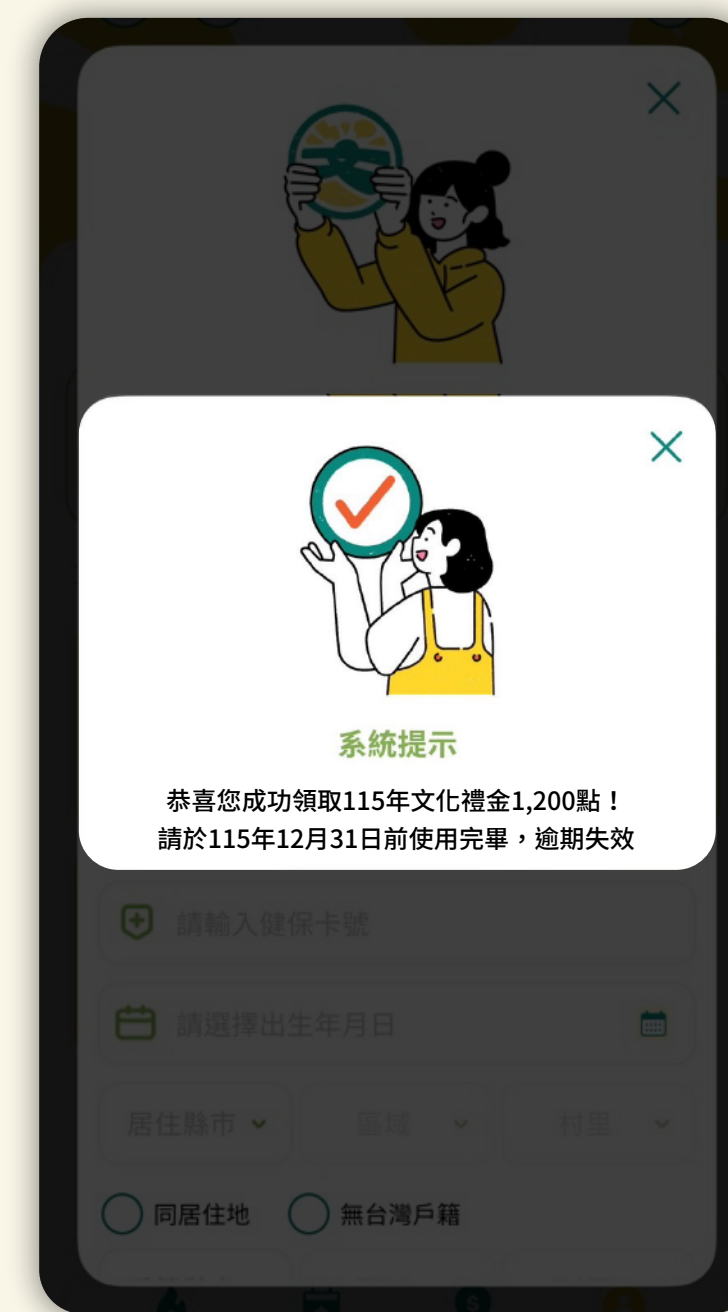 文
系統提示
恭喜您成功領取115年文化禮金1,200點！
請於115年12月31日前使用完畢，逾期失效
請輸入健保卡號
請選擇出生年月日
居住縣市
區域
村里
同居住地
無台灣戶籍